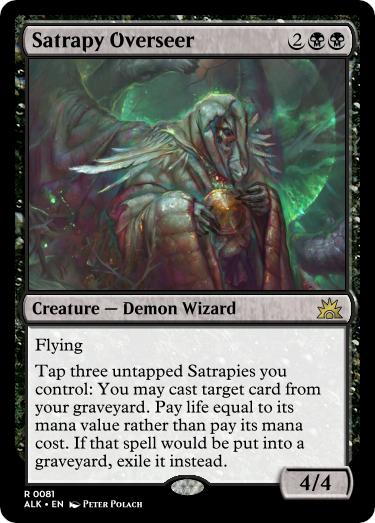 Satrapy Overseer 2
Creature — Demon Wizard
Flying
Tap three untapped Satrapies you
control: You may cast target card from
your graveyard. Pay life equal to its
mana value rather than pay its mana
cost. If that spell would be put into a
graveyard, exile it instead.
4/4
R 0081
ALK • EN Peter Polach